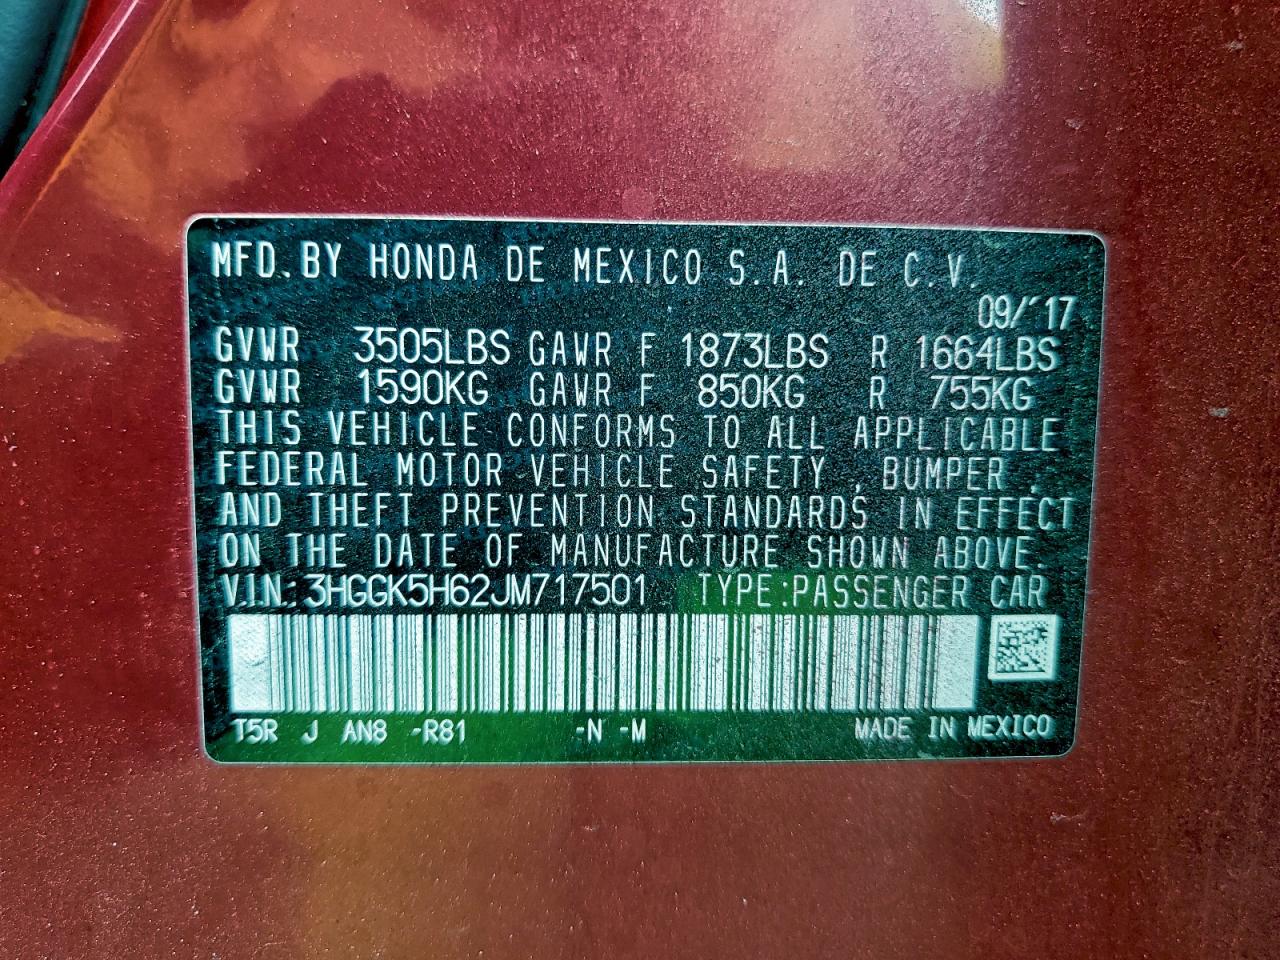 MFD. BY HONDA DE MEXICO S.A. DE C.V.
09/'17
GVWR 3505LBS GAWR F 1873LBS R 1664LBS
GVWR 1590KG GAWR F 850KG R 755KG
THIS VEHICLE CONFORMS TO ALL APPLICABLE
FEDERAL MOTOR VEHICLE SAFETY , BUMPER ,
AND THEFT PREVENTION STANDARDS IN EFFECT
ON THE DATE OF MANUFACTURE SHOWN ABOVE.
V.I.N.: 3HGGK5H62JM717501 TYPE:PASSENGER CAR
T5R J AN8 -R81 -N -M MADE IN MEXICO